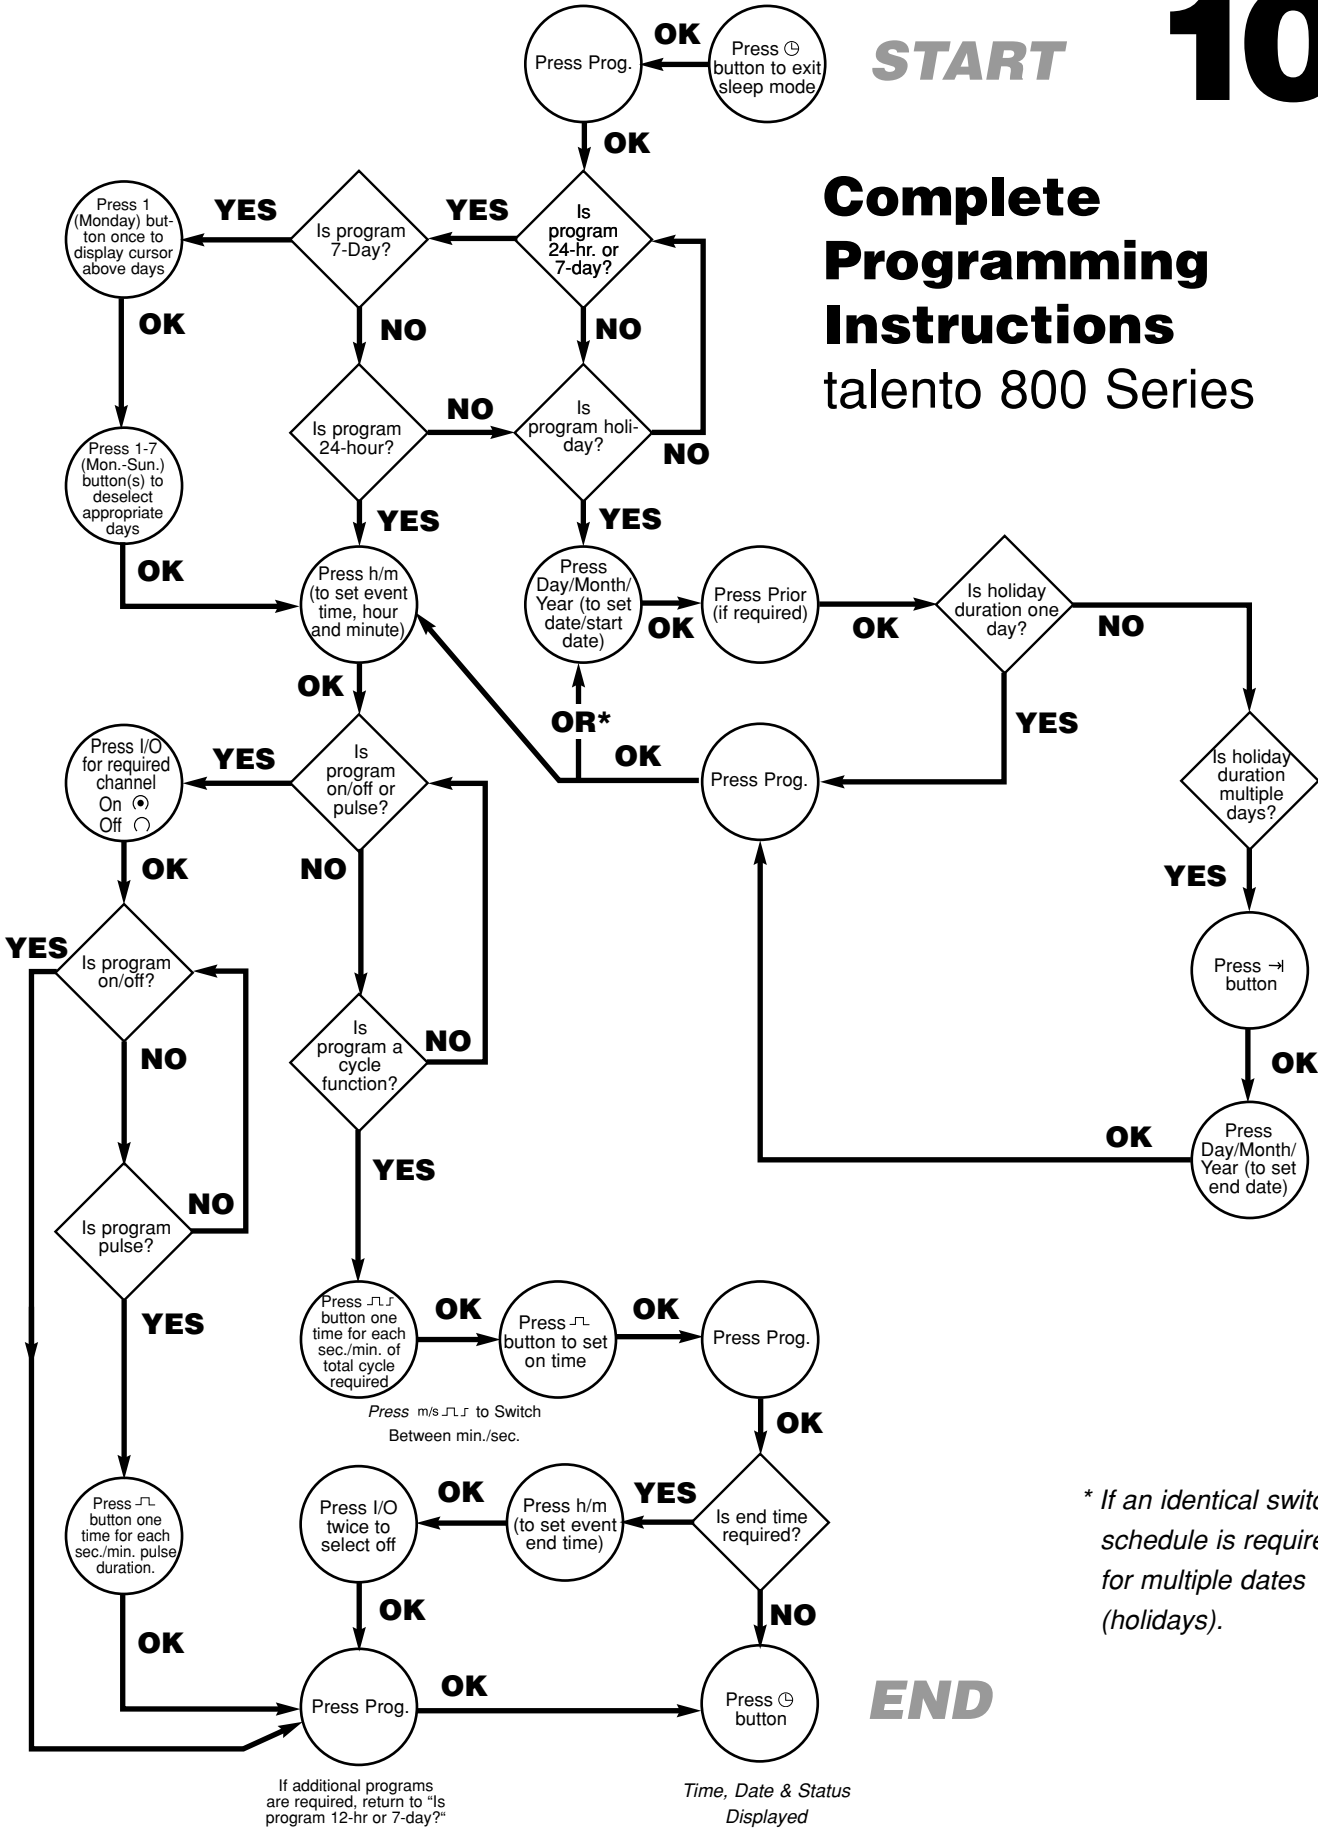 10
START
Press
button to exit
sleep mode
OK
Press Prog.
OK
Complete
Programming
Instructions
talento 800 Series
Is
program
24-hr. or
7-day?
YES
Is program
7-Day?
YES
Press 1
(Monday) but-
ton once to
display cursor
above days
OK
NO
NO
Is program
24-hour?
NO
Is
program holi-
day?
NO
Press 1-7
(Mon.-Sun.)
button(s) to
deselect
appropriate
days
OK
YES
YES
Press h/m
(to set event
time, hour
and minute)
Press
Day/Month/
Year (to set
date/start
date)
OK
Press Prior
(if required)
OK
Is holiday
duration one
day?
NO
YES
OK
OR*
OK
Press Prog.
Is holiday
duration
multiple
days?
YES
Press I/O
for required
channel
On
Off
YES
Is
program
on/off or
pulse?
OK
NO
YES
Is program
on/off?
NO
Is
program a
cycle
function?
NO
Press →|
button
OK
Press
Day/Month/
Year (to set
end date)
OK
YES
Is program
pulse?
NO
YES
Press
button one
time for each
sec./min. of
total cycle
required
OK
Press
button to set
on time
OK
Press Prog.
Press m/s to Switch
Between min./sec.
OK
Is end time
required?
YES
Press h/m
(to set event
end time)
OK
Press I/O
twice to
select off
OK
NO
Press
button one
time for each
sec./min. pulse
duration.
OK
Press Prog.
OK
Press
button
END
If additional programs
are required, return to "Is
program 12-hr or 7-day?"
Time, Date & Status
Displayed
* If an identical
schedule is
for multiple dates
(holidays).